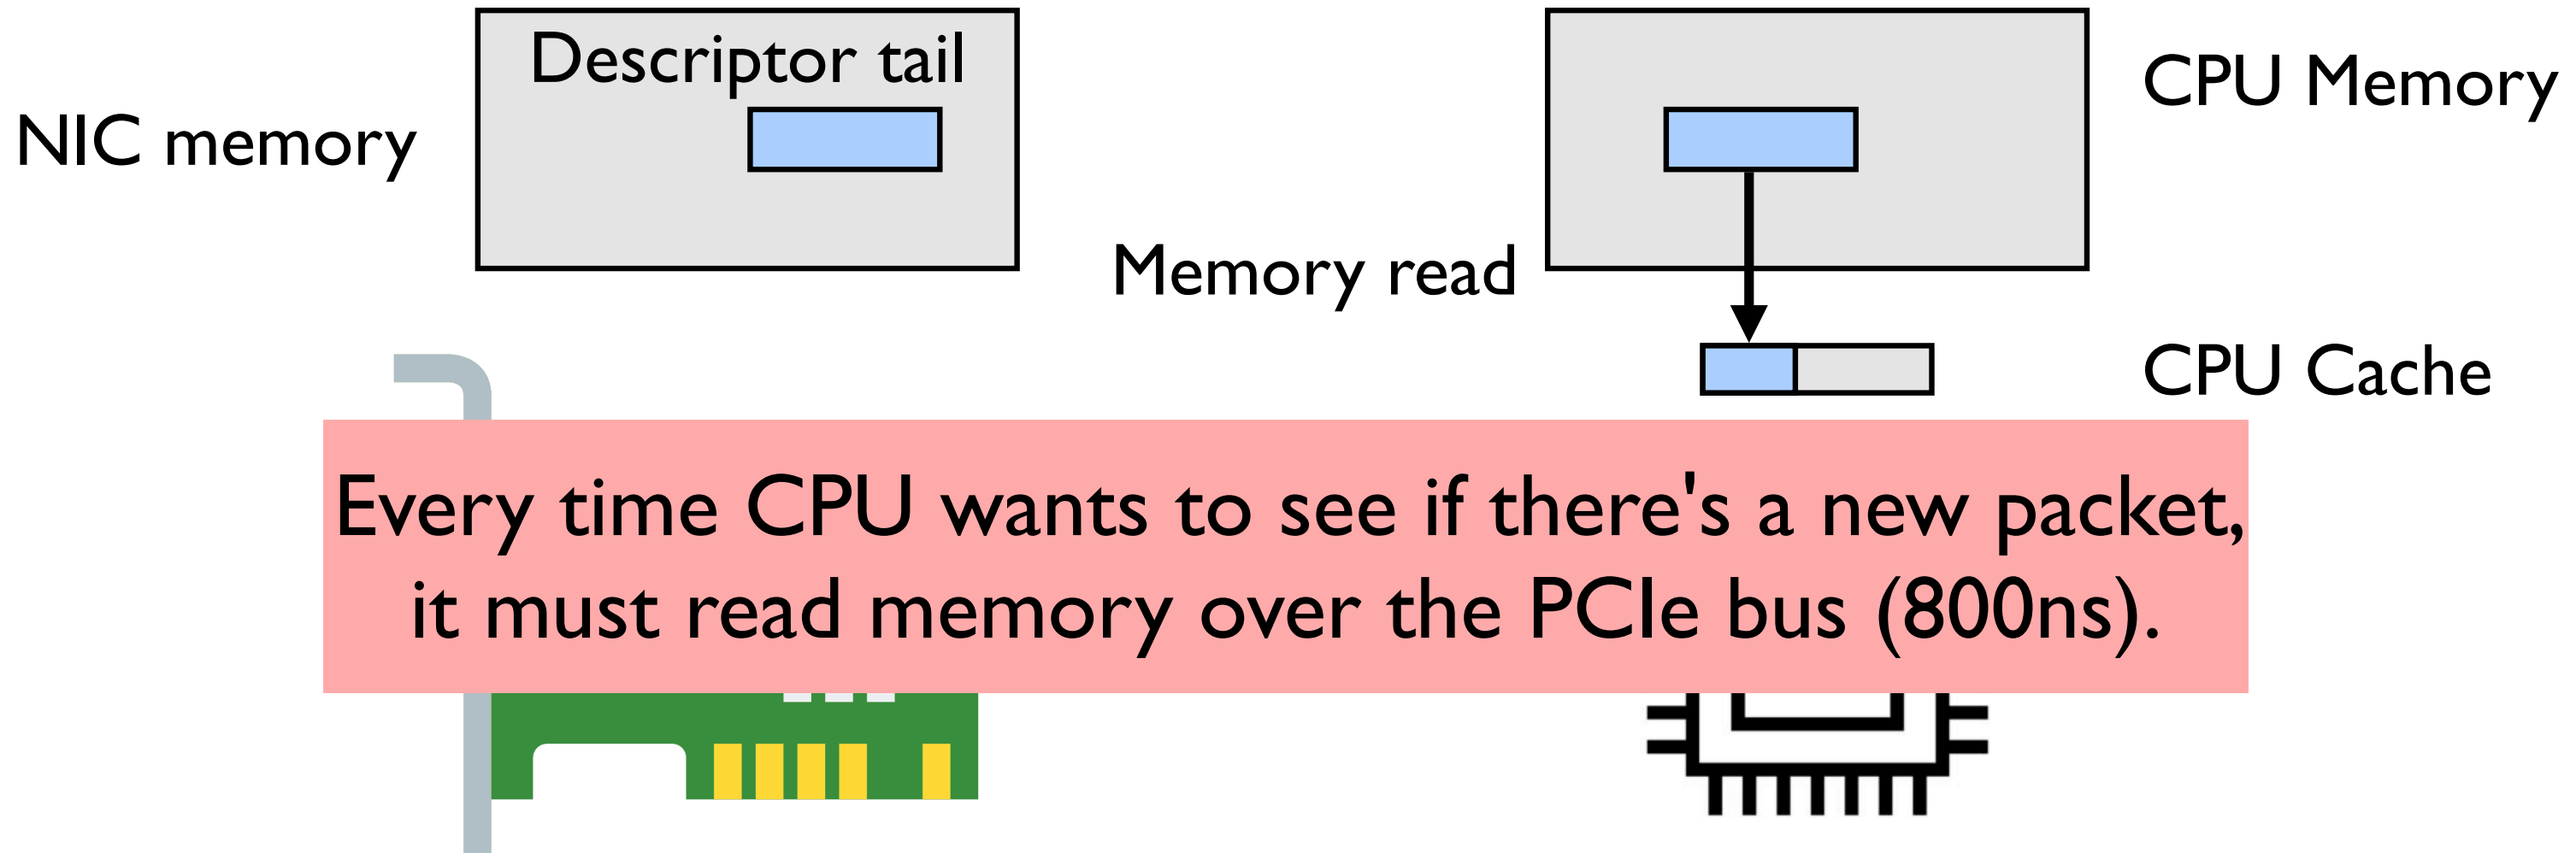 Descriptor tail
NIC memory
CPU Memory
Memory read
CPU Cache
Every time CPU wants to see if there's a new packet,
it must read memory over the PCIe bus (800ns).